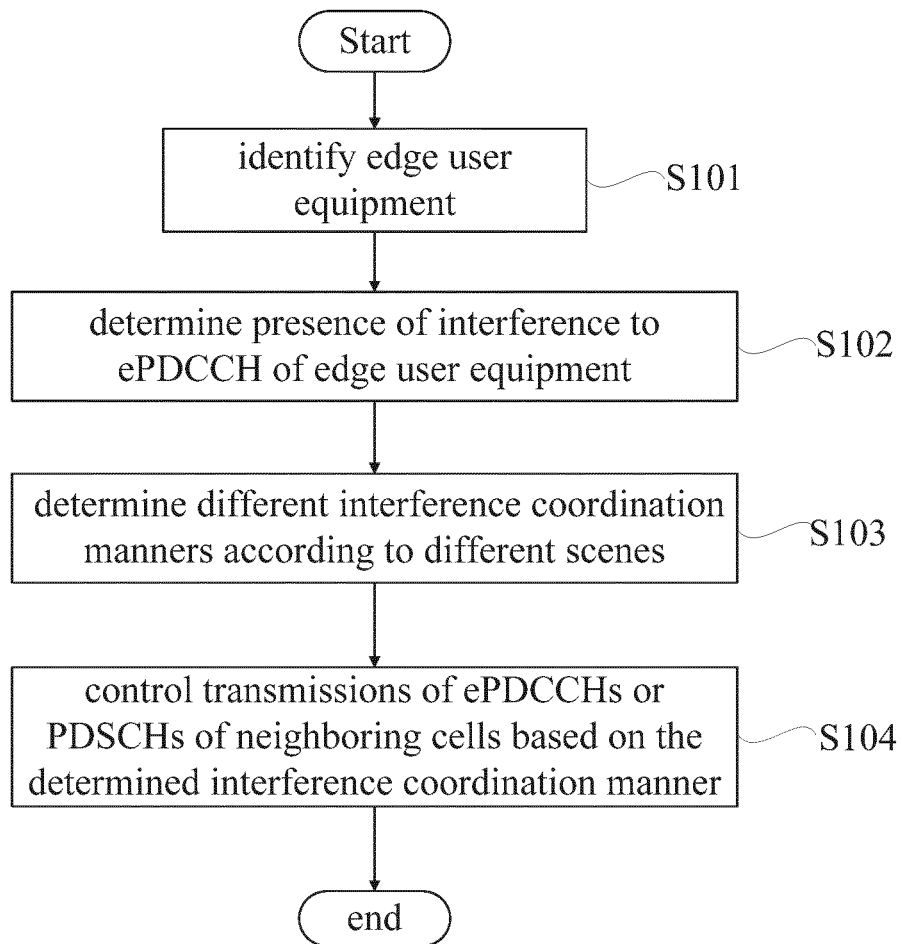 Start
identify edge user
equipment
S101
determine presence of interference to
ePDCCH of edge user equipment
S102
determine different interference coordination
manners according to different scenes
S103
control transmissions of ePDCCHs or
PDSCHs of neighboring cells based on the
determined interference coordination manner
S104
end